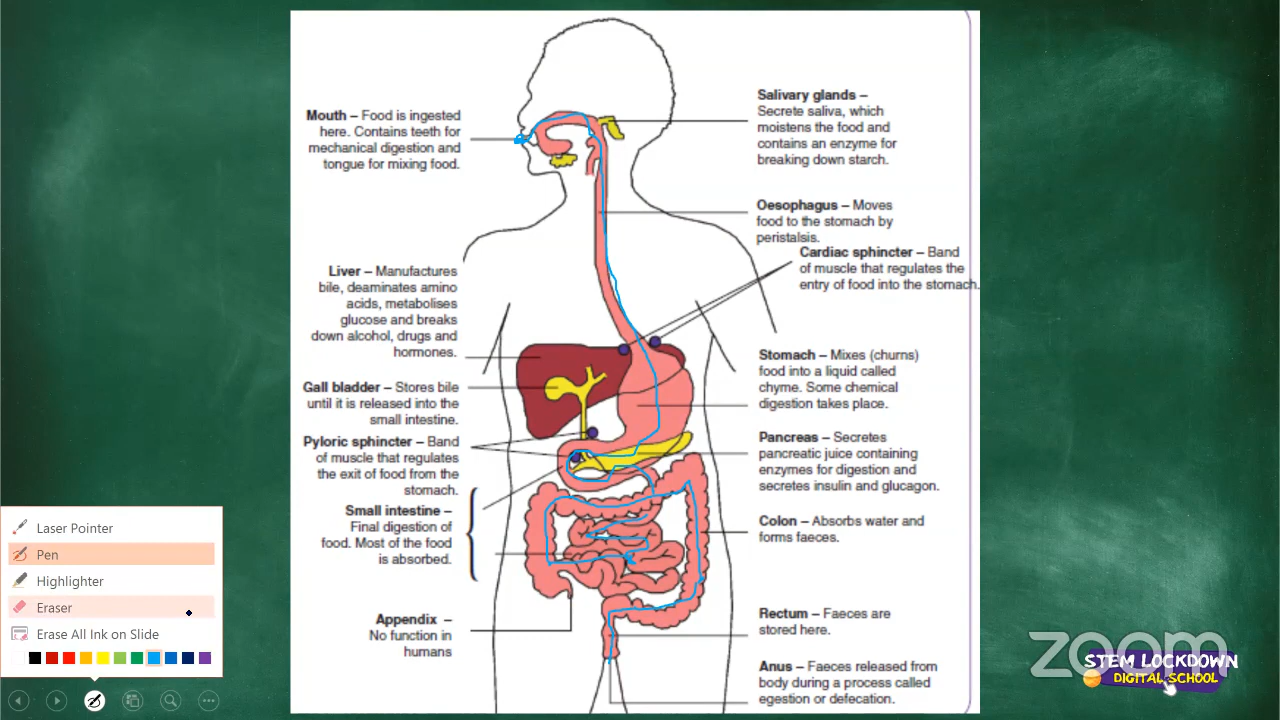 Mouth – Food is ingested
here. Contains teeth for
mechanical digestion and
tongue for mixing food.
Salivary glands –
Secrete saliva, which
moistens the food and
contains an enzyme for
breaking down starch.
Oesophagus – Moves
food to the stomach by
peristalsis.
Cardiac sphincter – Band
of muscle that regulates the
entry of food into the stomach.
Liver – Manufactures
bile, deaminates amino
acids, metabolises
glucose and breaks
down alcohol, drugs and
hormones.
Gall bladder – Stores bile
until it is released into the
small intestine.
Pyloric sphincter – Band
of muscle that regulates
the exit of food from the
stomach.
Small intestine –
Final digestion of
food. Most of the food
is absorbed.
Appendix –
No function in
humans
Stomach – Mixes (churns)
food into a liquid called
chyme. Some chemical
digestion takes place.
Pancreas – Secretes
pancreatic juice containing
enzymes for digestion and
secretes insulin and glucagon.
Colon – Absorbs water and
forms faeces.
Rectum – Faeces are
stored here.
Anus – Faeces released from
body during a process called
egestion or defecation.
Laser Pointer
Pen
Highlighter
Eraser
Erase All Ink on Slide
zoom
STEM LOCKDOWN
DIGITAL SCHOOL